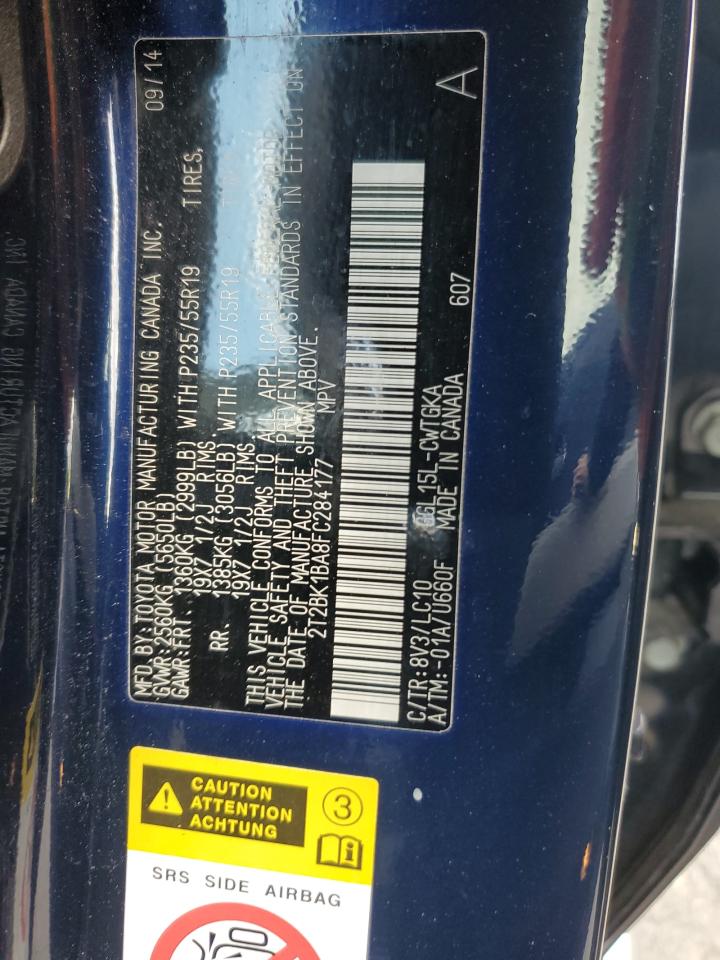 MFD. BY: TOYOTA MOTOR MANUFACTURING CANADA INC. 09/14
GVWR: 2560KG (5650LB)
GAWR: FRT. 1360KG (2999LB) WITH P235/55R19 TIRES,
19X7 1/2J RIMS
RR. 1385KG (3056LB) WITH P235/55R19
19X7 1/2J RIMS
THIS VEHICLE CONFORMS TO ALL APPLICABLE
VEHICLE SAFETY AND THEFT PREVENTION STANDARDS IN EFFECT ON
THE DATE OF MANUFACTURE, SHOWN ABOVE.
2T2BK1BA8FC284177 MPV
C/TR: 8V3/LC10 15L-CWTGKA 607 A
A/TM:-01A/U660F MADE IN CANADA
CAUTION
ATTENTION
ACHTUNG
3
SRS SIDE AIRBAG